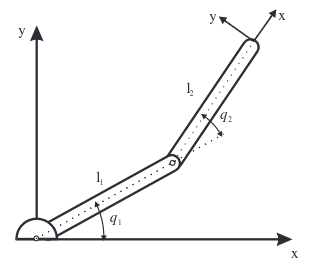 y x
y
l₂
q₂
l₁
q₁
x